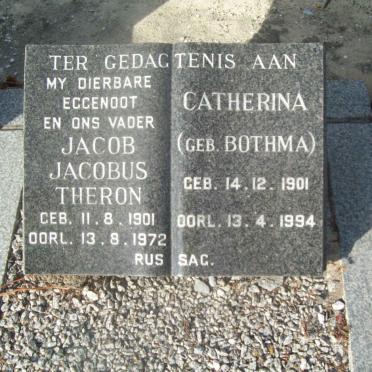 TER GEDAGTENIS AAN
MY DIERBARE
EGGENOOT
EN ONS VADER
JACOB
JACOBUS
THERON
GEB. 11.8.1901
OORL. 13.8.1972
CATHERINA
(GEB. BOTHMA)
GEB. 14.12.1901
OORL. 13.4.1994
RUS SAG.